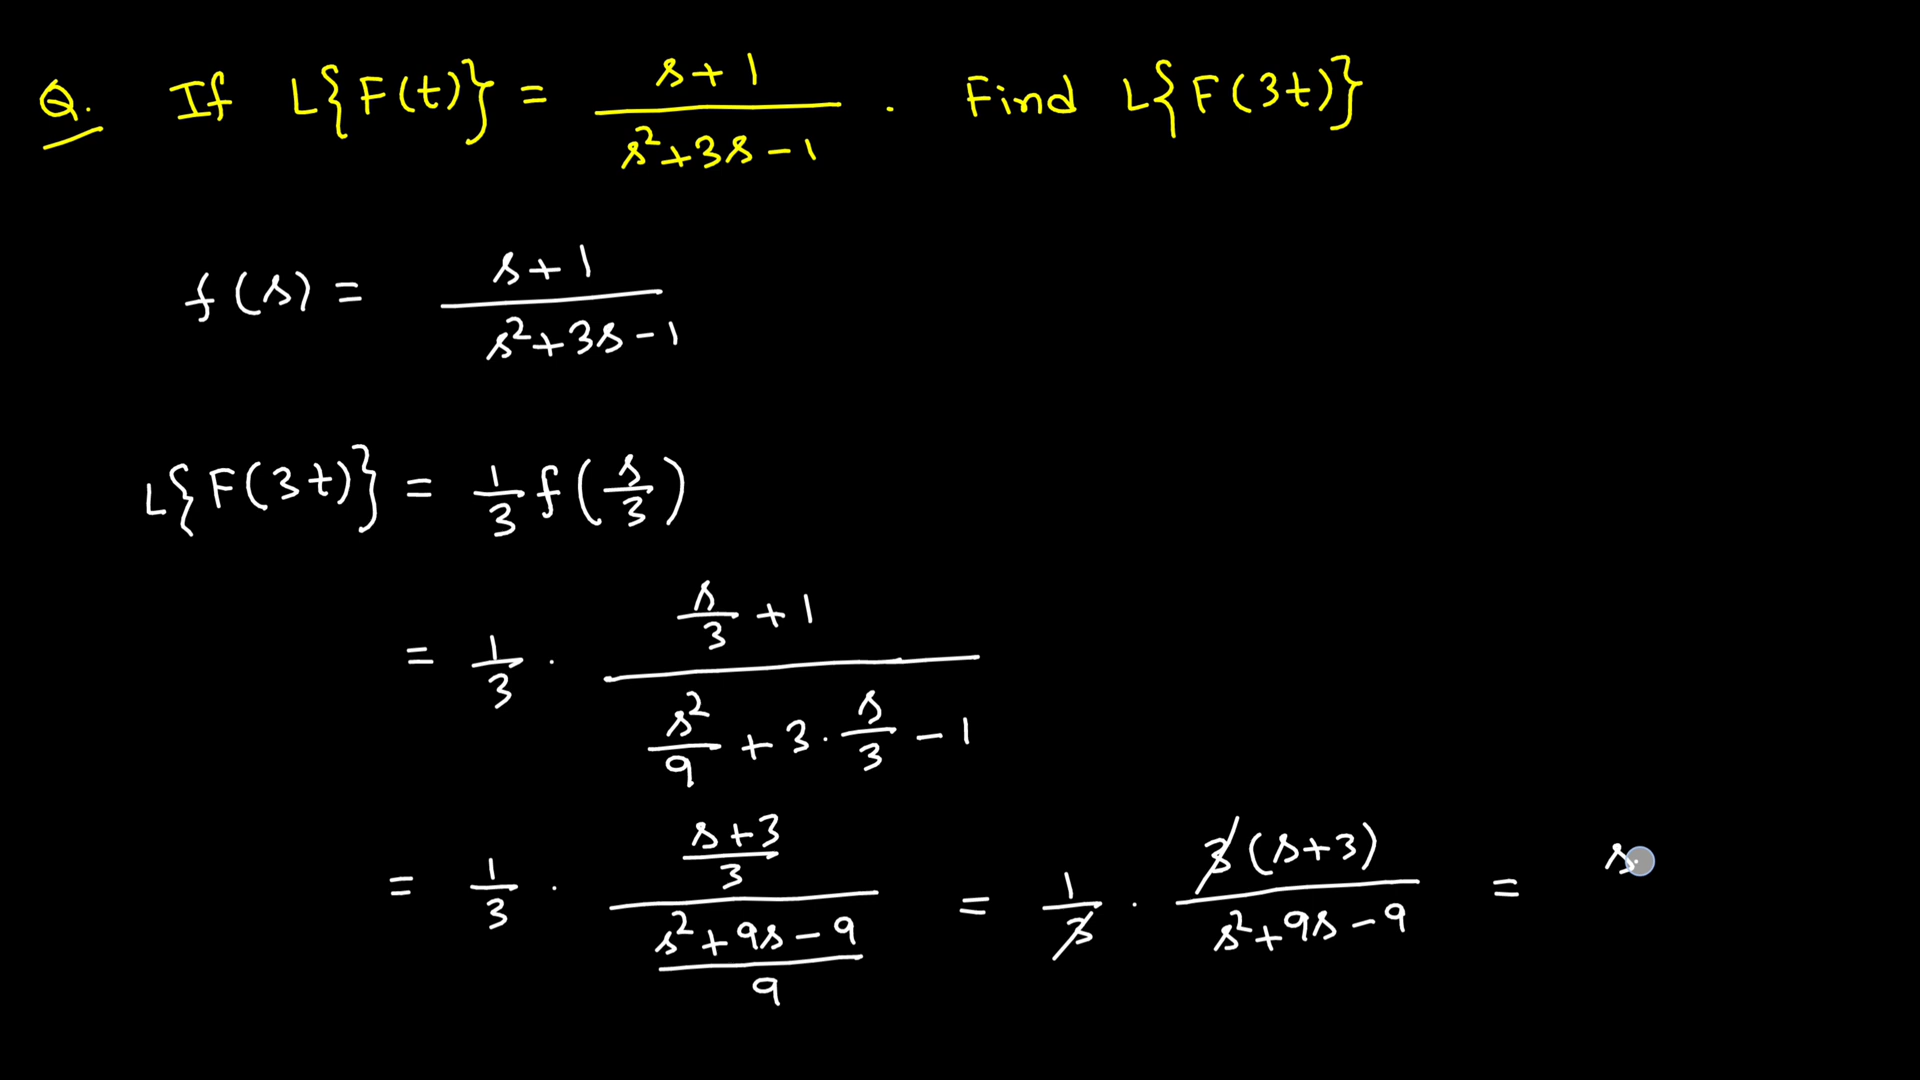 Q. If L{F(t)} = (s+1)/(s²+3s-1). Find L{F(3t)}
f(s) = (s+1)/(s²+3s-1)
L{F(3t)} = 1/3 f(s/3)
= 1/3 · (s/3 + 1)/(s²/9 + 3·s/3 - 1)
= 1/3 · ((s+3)/3)/((s²+9s-9)/9) = 1/3 · 3(s+3)/(s²+9s-9) = s